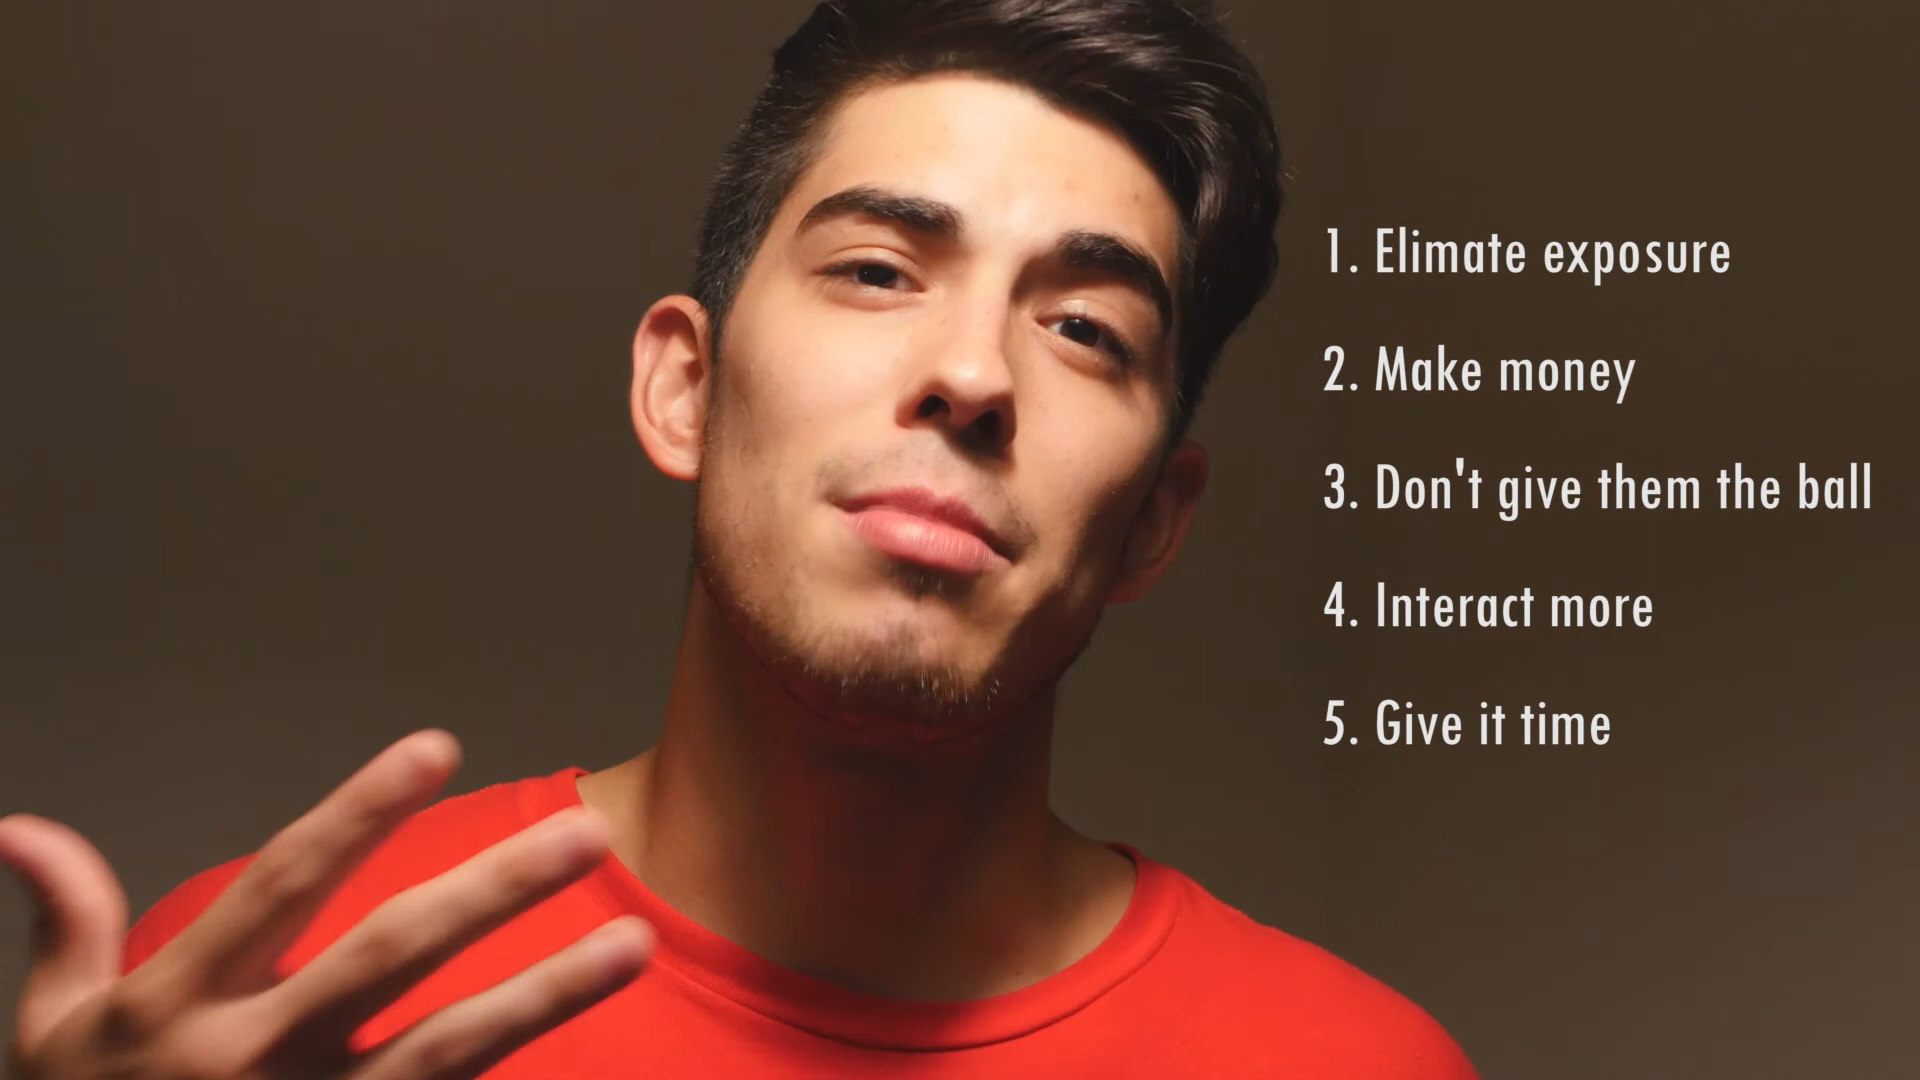 1. Elimate exposure
2. Make money
3. Don't give them the ball
4. Interact more
5. Give it time